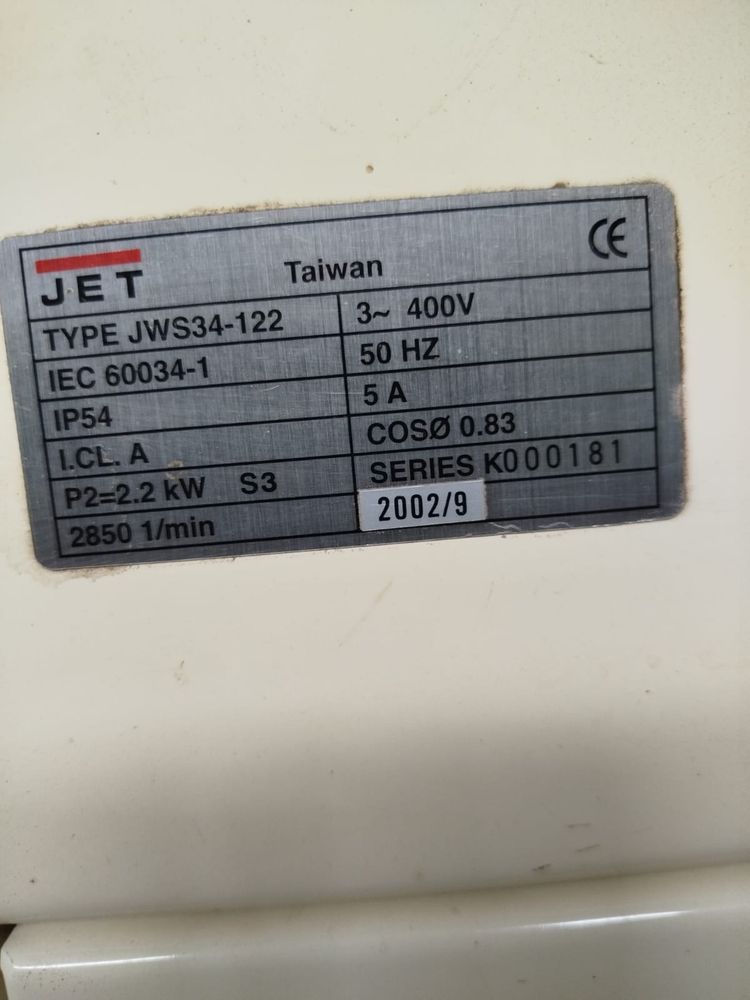 JET
Taiwan
CE
TYPE JWS34-122
3~ 400V
IEC 60034-1
50 HZ
IP54
5 A
I.CL. A
COSØ 0.83
P2=2.2 kW S3
SERIES K000181
2850 1/min
2002/9